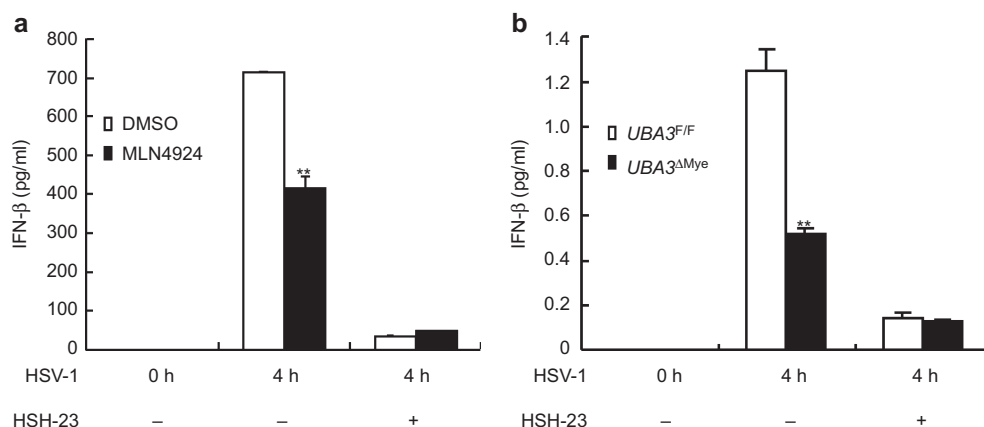 a
800
700
600
500
400
300
200
100
0
IFN-β (pg/ml)
DMSO
MLN4924
**
HSV-1 0 h 4 h 4 h
HSH-23 – – +
b
1.4
1.2
1.0
0.8
0.6
0.4
0.2
0
IFN-β (pg/ml)
UBA3F/F
UBA3ΔMye
**
HSV-1 0 h 4 h 4 h
HSH-23 – – +